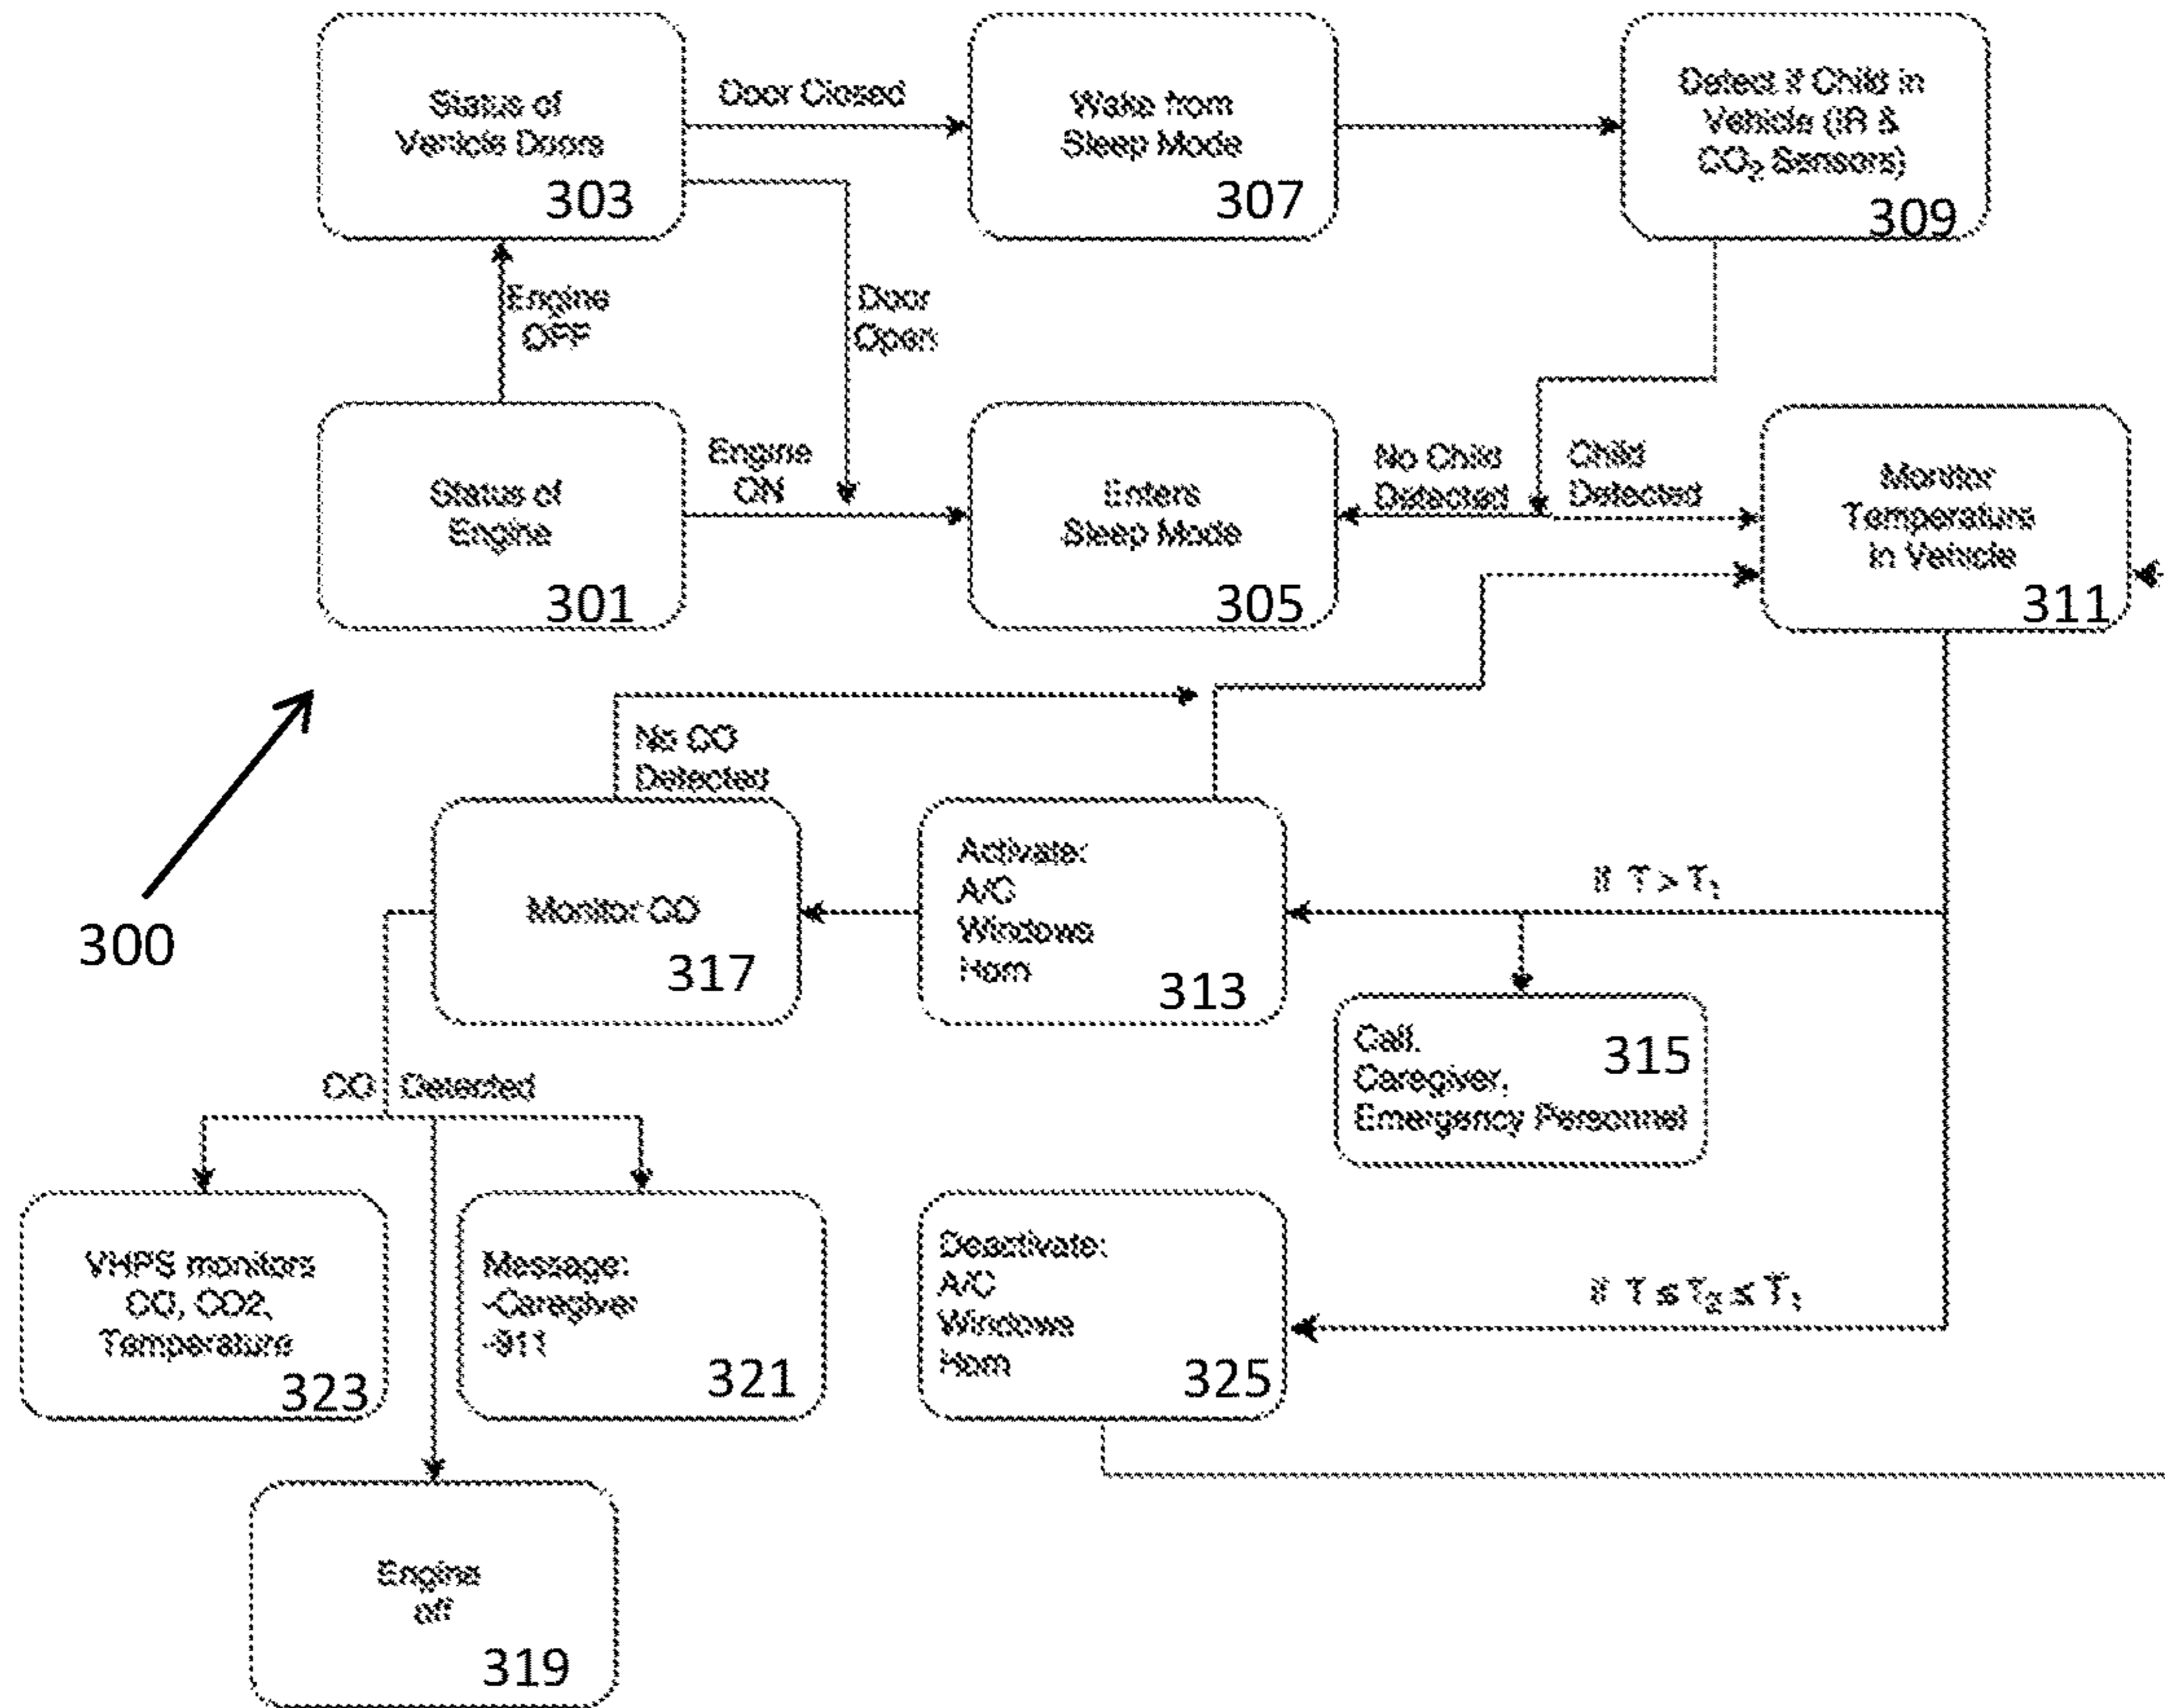 Status of
Vehicle Doors
303
Door Closed
Wake from
Sleep Mode
307
Detect if Child in
Vehicle (IR &
CO₂ Sensors)
309
Engine
OFF
Door
Open
Status of
Engine
301
Engine
ON
Enters
Sleep Mode
305
No Child
Detected
Child
Detected
Monitor
Temperature
in Vehicle
311
300
No CO
Detected
Monitor CO
317
Activate:
A/C
Windows
Horn
313
If T > T₁
Call.
Caregiver,
Emergency Personnel
315
CO Detected
VHPS monitors
CO, CO2,
Temperature
323
Message:
-Caregiver
-911
321
Deactivate:
A/C
Windows
Horn
325
If T ≤ T₂ ≤ T₁
Engine
off
319